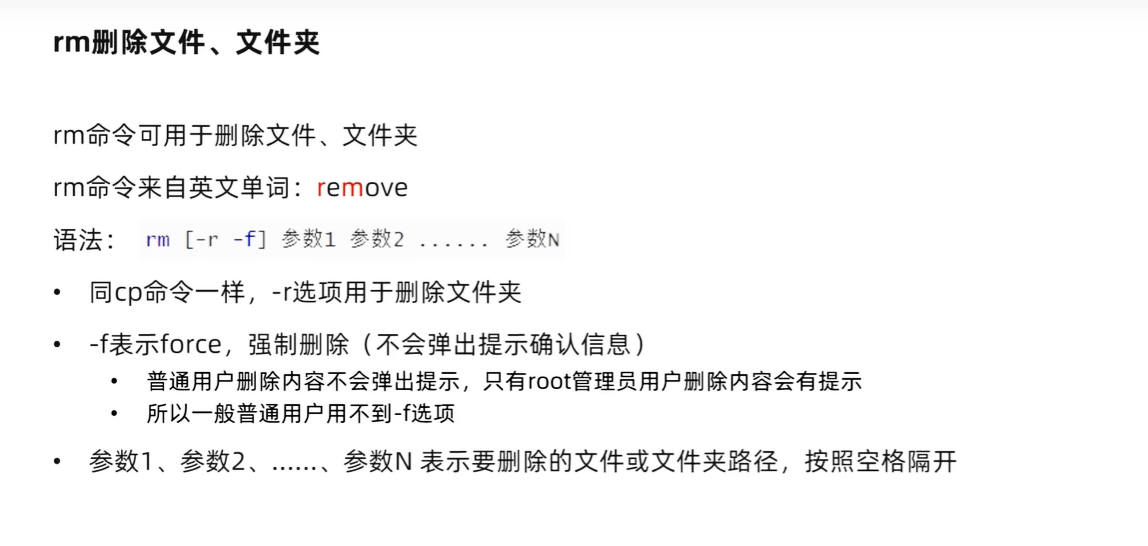 rm删除文件、文件夹
rm命令可用于删除文件、文件夹
rm命令来自英文单词：remove
语法： rm [-r -f] 参数1 参数2 ...... 参数N
• 同cp命令一样，-r选项用于删除文件夹
• -f表示force，强制删除（不会弹出提示确认信息）
• 普通用户删除内容不会弹出提示，只有root管理员用户删除内容会有提示
• 所以一般普通用户用不到-f选项
• 参数1、参数2、......、参数N 表示要删除的文件或文件夹路径，按照空格隔开